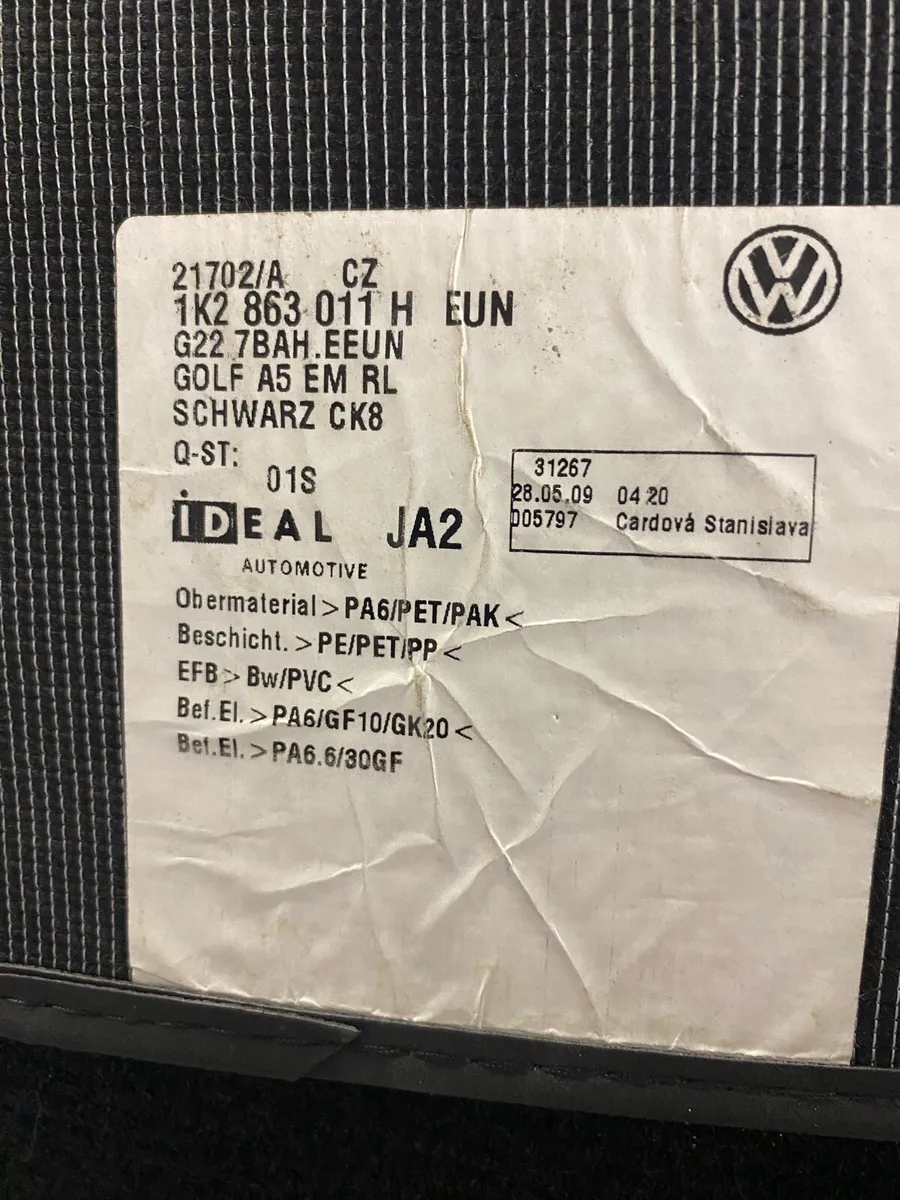 21702/A CZ
1K2 863 011 H EUN
G22 7BAH.EEUN
GOLF A5 EM RL
SCHWARZ CK8
Q-ST:
01S
31267
28.05.09 04:20
D05797 Cardová Stanislava
iDEAL JA2
AUTOMOTIVE
Obermaterial > PA6/PET/PAK <
Beschicht. > PE/PET/PP <
EFB > Bw/PVC <
Bef.El. > PA6/GF10/GK20 <
Bef.El. > PA6.6/30GF
VW